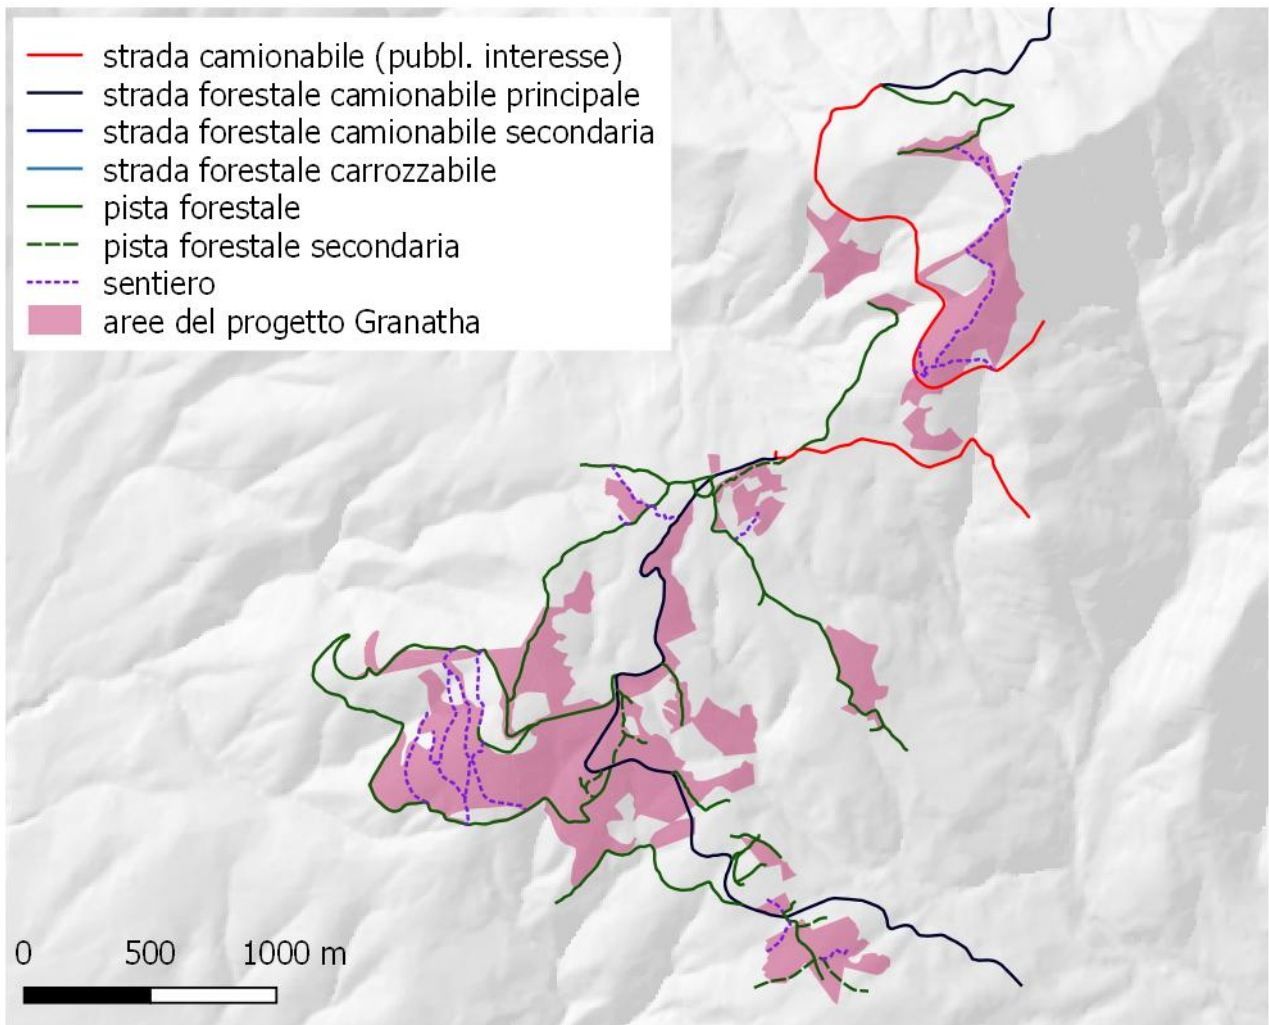 strada camionabile (pubbl. interesse)
strada forestale camionabile principale
strada forestale camionabile secondaria
strada forestale carrozzabile
pista forestale
pista forestale secondaria
sentiero
aree del progetto Granatha
0 500 1000 m